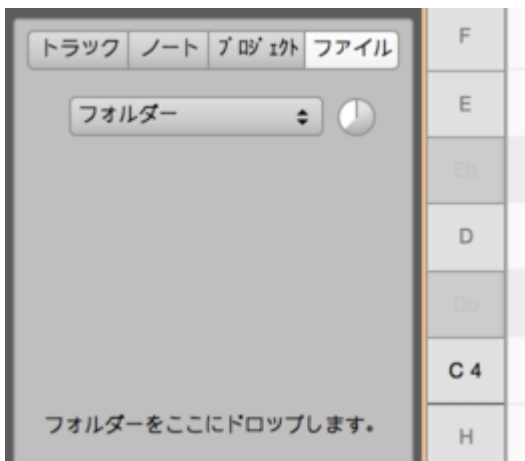 トラック ノート ﾌﾟﾛｼﾞｪｸﾄ ファイル
フォルダー
フォルダーをここにドロップします。
F
E
Eb
D
Db
C 4
H